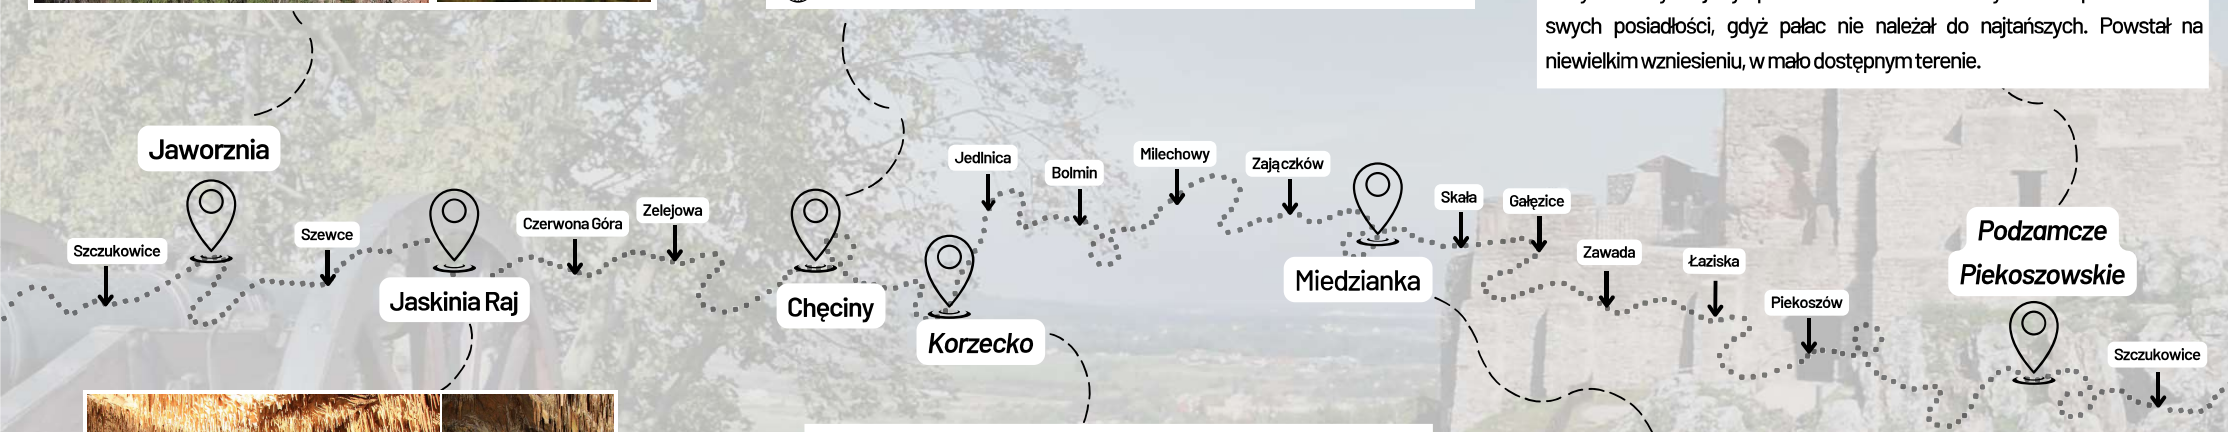 swych posiadłości, gdyż pałac nie należał do najtańszych. Powstał na
niewielkim wzniesieniu, w mało dostępnym terenie.
Jaworznia
Szczukowice
Szewce
Jaskinia Raj
Czerwona Góra
Zelejowa
Chęciny
Korzecko
Jedlnica
Bolmin
Milechowy
Zajączków
Miedzianka
Skała
Gałęzice
Zawada
Łaziska
Piekoszów
Podzamcze
Piekoszowskie
Szczukowice